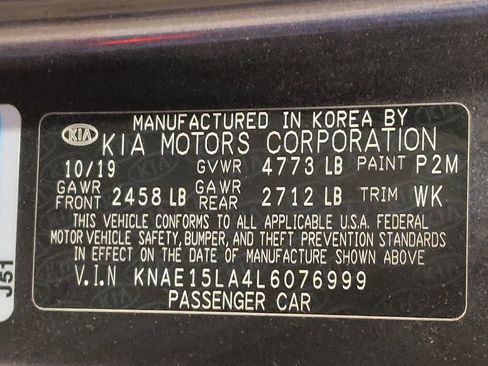 MANUFACTURED IN KOREA BY
KIA KIA MOTORS CORPORATION
10/19 GVWR 4773 LB PAINT P2M
GAWR FRONT 2458 LB GAWR REAR 2712 LB TRIM WK
THIS VEHICLE CONFORMS TO ALL APPLICABLE U.S.A. FEDERAL
MOTOR VEHICLE SAFETY, BUMPER, AND THEFT PREVENTION STANDARDS
IN EFFECT ON THE DATE OF MANUFACTURE SHOWN ABOVE
V.I.N KNAE15LA4L6076999
PASSENGER CAR
J51